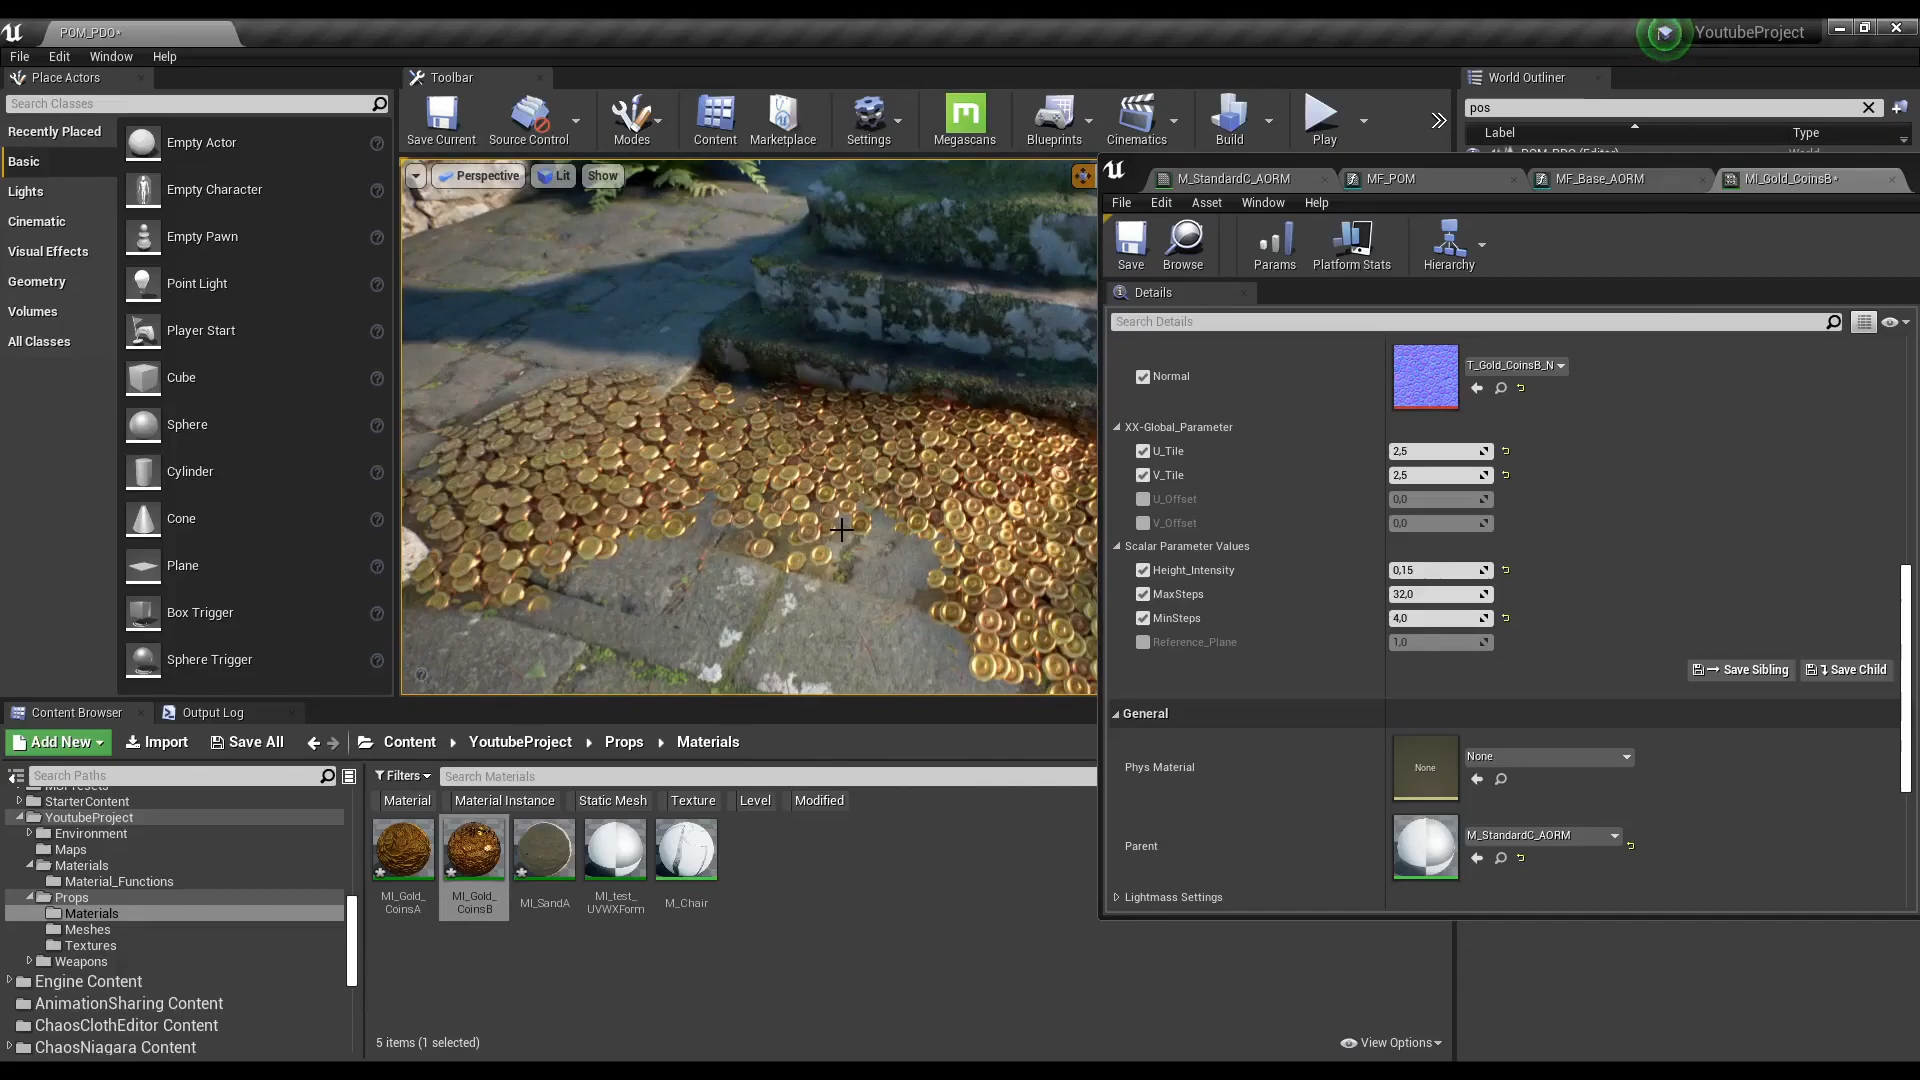 POM_PDO*
YoutubeProject
File Edit Window Help
Place Actors
Search Classes
Recently Placed
Basic
Lights
Cinematic
Visual Effects
Geometry
Volumes
All Classes
Empty Actor
Empty Character
Empty Pawn
Point Light
Player Start
Cube
Sphere
Cylinder
Cone
Plane
Box Trigger
Sphere Trigger
Toolbar
Save Current Source Control Modes Content Marketplace Settings Megascans Blueprints Cinematics Build Play
Perspective Lit Show
World Outliner
pos
Label Type
POM_PDO (Editor) World
M_StandardC_AORM MF_POM MF_Base_AORM MI_Gold_CoinsB*
File Edit Asset Window Help
Save Browse Params Platform Stats Hierarchy
Details
Search Details
Normal T_Gold_CoinsB_N
XX-Global_Parameter
U_Tile 2,5
V_Tile 2,5
U_Offset 0,0
V_Offset 0,0
Scalar Parameter Values
Height_Intensity 0,15
MaxSteps 32,0
MinSteps 4,0
Reference_Plane 1,0
Save Sibling Save Child
General
Phys Material None None
Parent M_StandardC_AORM
Lightmass Settings
Content Browser Output Log
Add New Import Save All Content YoutubeProject Props Materials
Search Paths
StarterContent
YoutubeProject
Environment
Maps
Materials
Material_Functions
Props
Materials
Meshes
Textures
Weapons
Engine Content
AnimationSharing Content
ChaosClothEditor Content
ChaosNiagara Content
Filters Search Materials
Material Material Instance Static Mesh Texture Level Modified
MI_Gold_
CoinsA
MI_Gold_
CoinsB
MI_SandA
MI_test_
UVWXForm
M_Chair
5 items (1 selected)
View Options